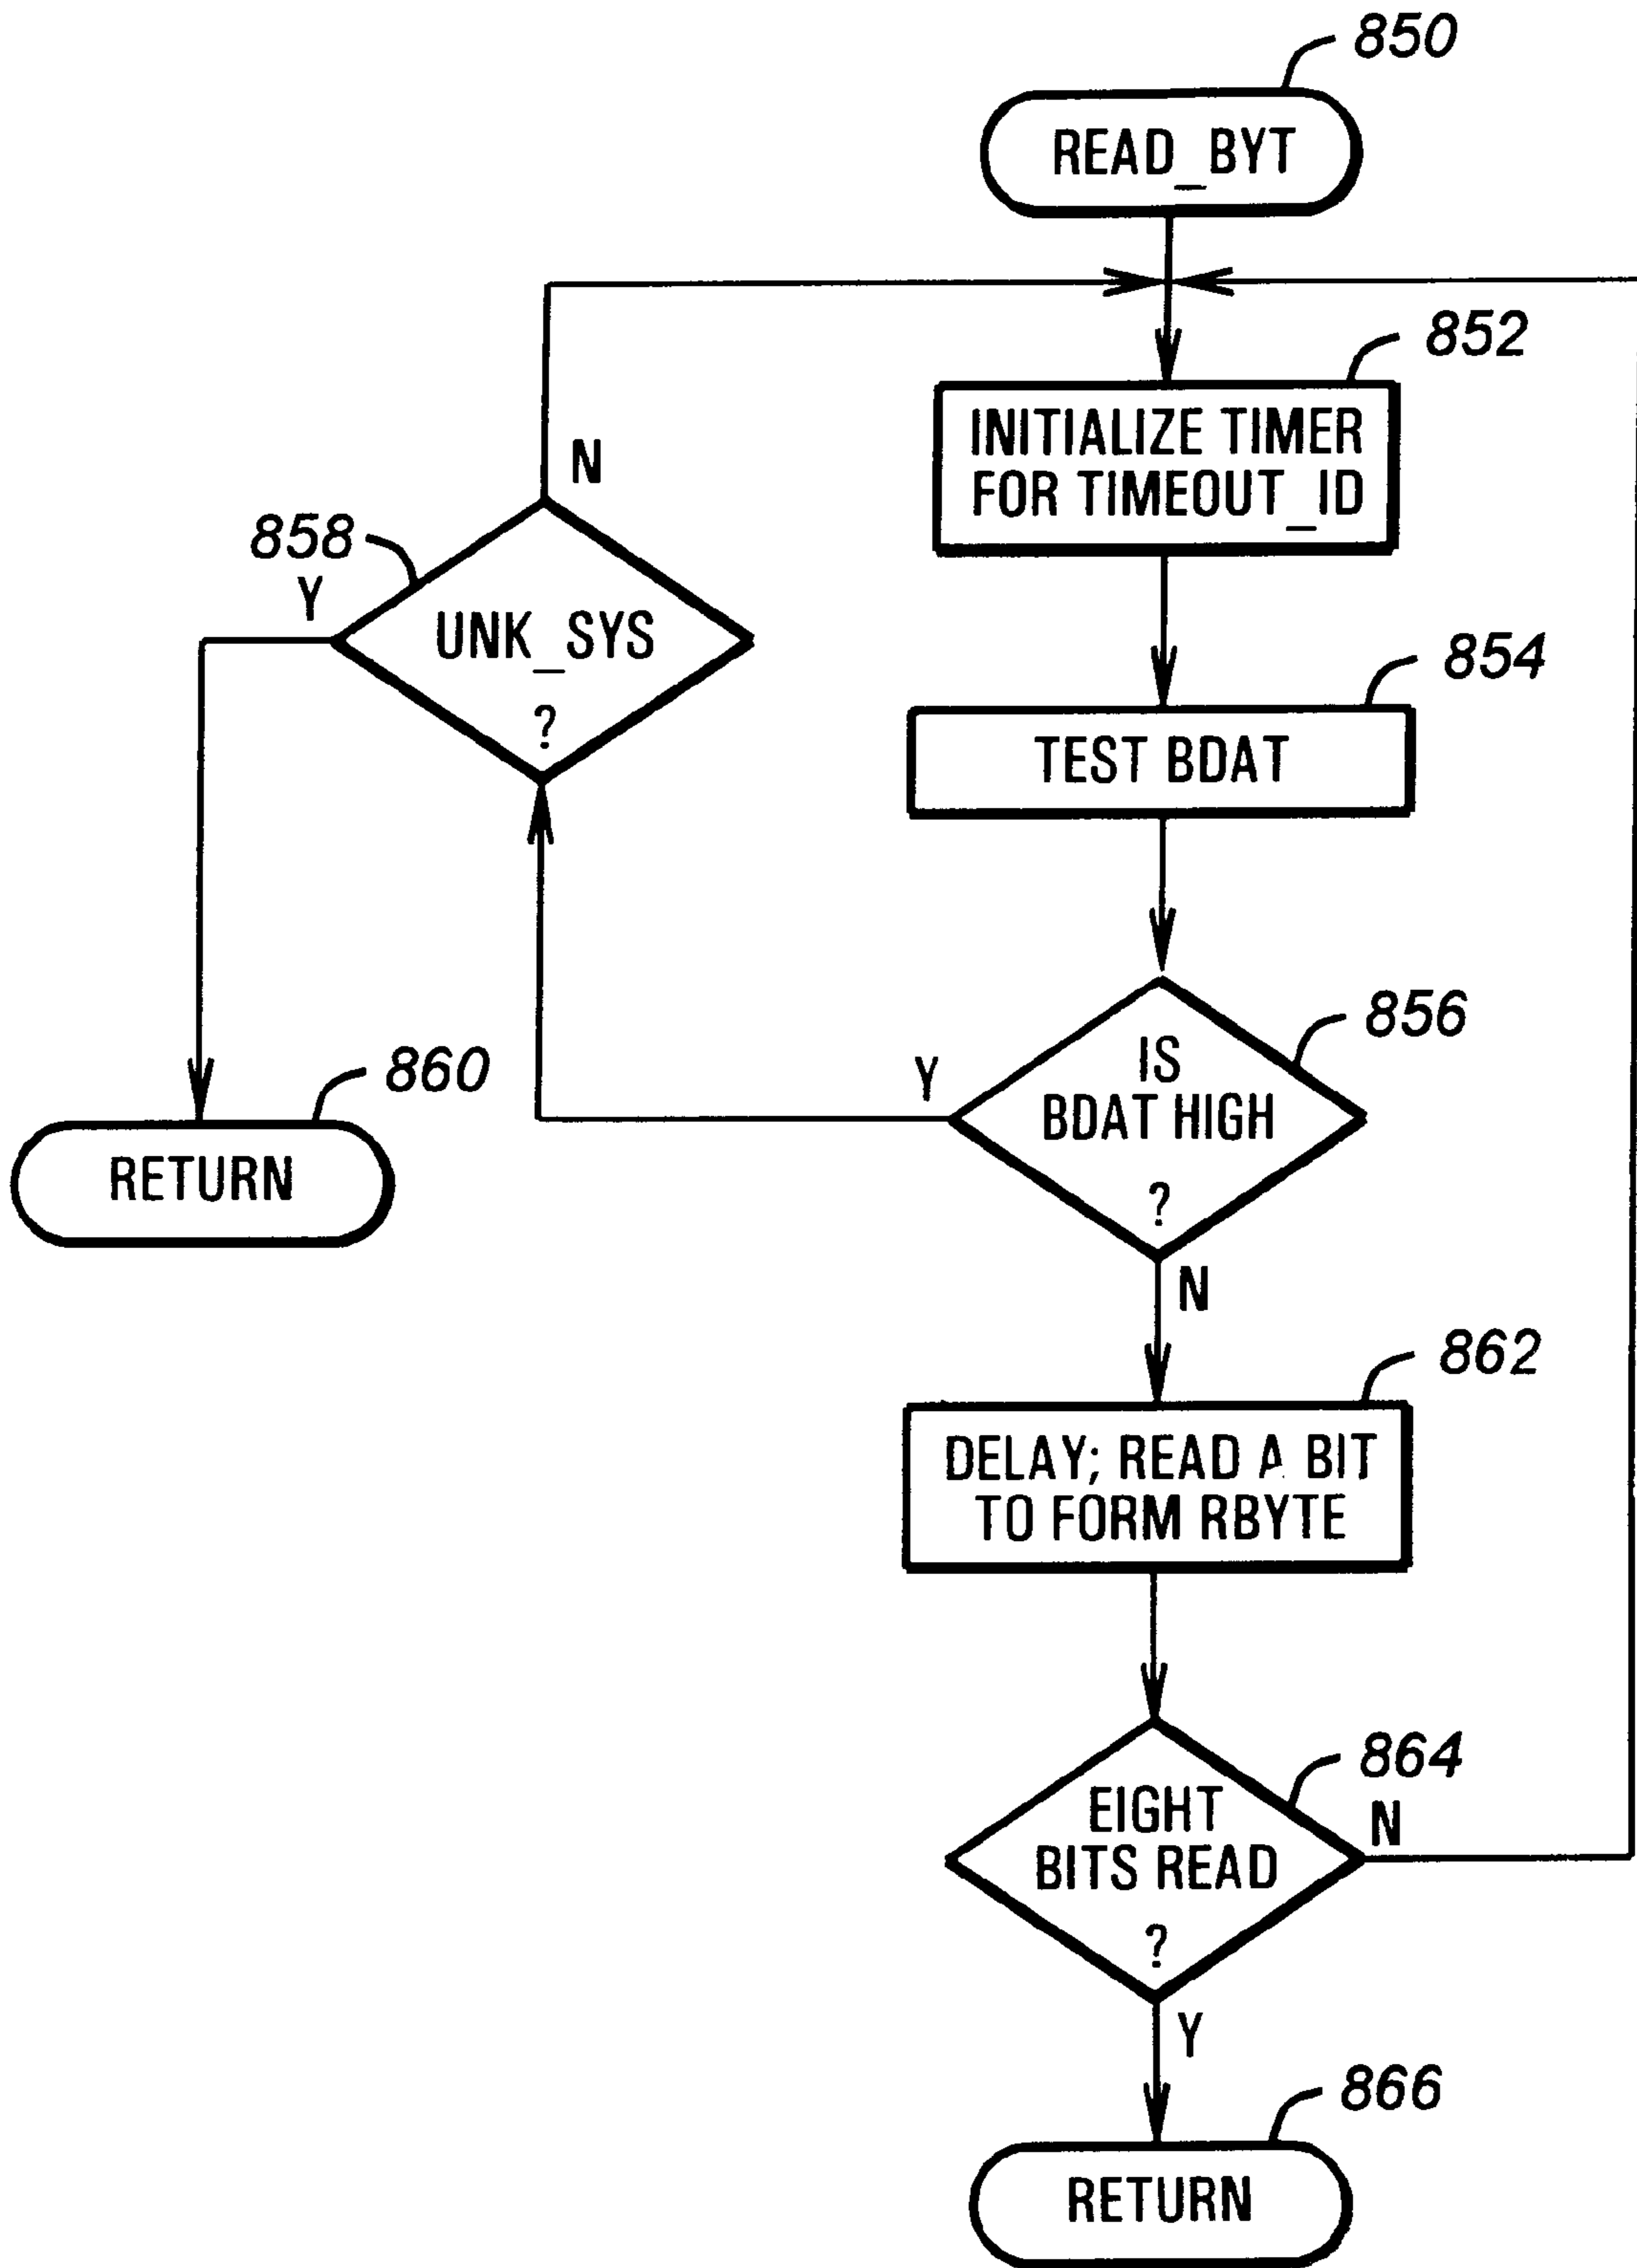 850
READ_BYT
852
INITIALIZE TIMER
FOR TIMEOUT_ID
N
858
Y
UNK_SYS
?
854
TEST BDAT
856
IS
BDAT HIGH
?
Y
N
860
RETURN
862
DELAY; READ A BIT
TO FORM RBYTE
864
EIGHT
BITS READ
?
N
Y
866
RETURN